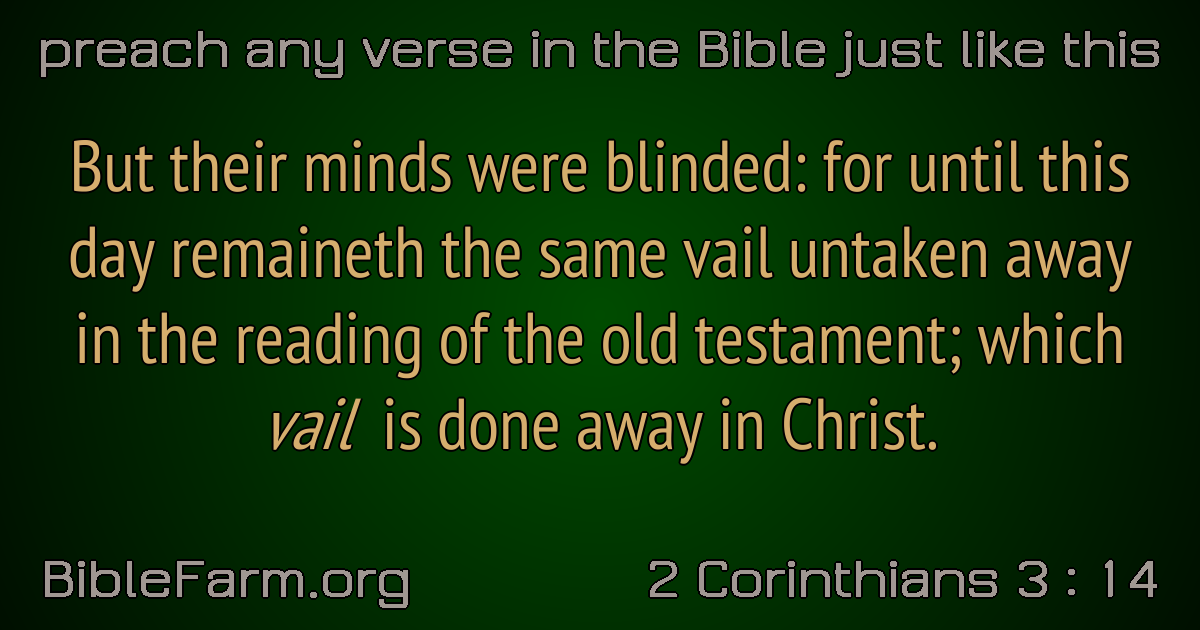 preach any verse in the Bible just like this
But their minds were blinded: for until this
day remaineth the same vail untaken away
in the reading of the old testament; which
vail is done away in Christ.
BibleFarm.org
2 Corinthians 3 : 14